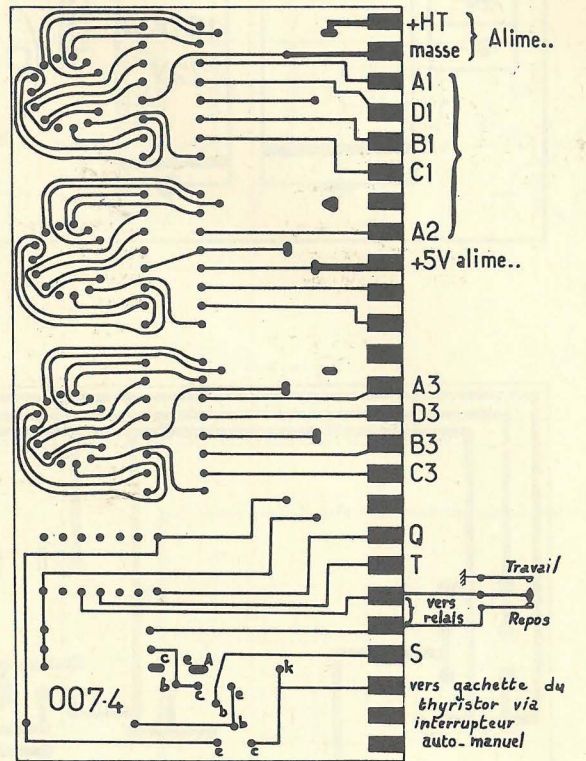 +HT
masse
Alime..
A1
D1
B1
C1
A2
+5V alime..
A3
D3
B3
C3
Q
T
Travail
vers
relais
Repos
S
c
e A
b
c
k
e
b
b
e
c
007-4
vers gachette du
thyristor via
interrupteur
auto-manuel